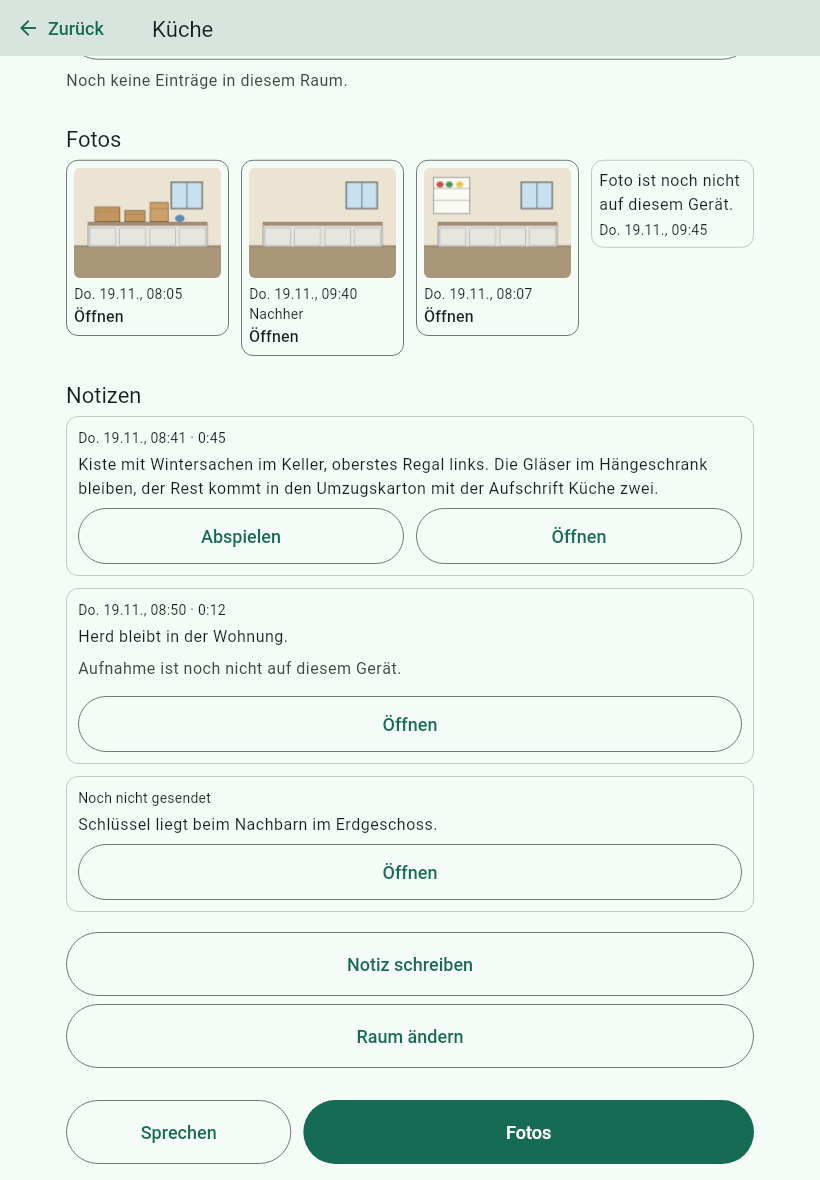 Zurück
Küche
Noch keine Einträge in diesem Raum.
Fotos
Do. 19.11., 08:05
Öffnen
Do. 19.11., 09:40
Nachher
Öffnen
Do. 19.11., 08:07
Öffnen
Foto ist noch nicht
auf diesem Gerät.
Do. 19.11., 09:45
Notizen
Do. 19.11., 08:41 · 0:45
Kiste mit Wintersachen im Keller, oberstes Regal links. Die Gläser im Hängeschrank
bleiben, der Rest kommt in den Umzugskarton mit der Aufschrift Küche zwei.
Abspielen
Öffnen
Do. 19.11., 08:50 · 0:12
Herd bleibt in der Wohnung.
Aufnahme ist noch nicht auf diesem Gerät.
Öffnen
Noch nicht gesendet
Schlüssel liegt beim Nachbarn im Erdgeschoss.
Öffnen
Notiz schreiben
Raum ändern
Sprechen
Fotos